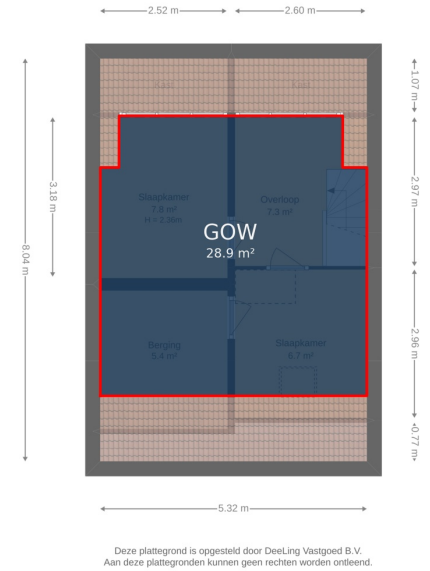 2.52 m
2.60 m
Kast
Kast
1.07 m
3.18 m
Slaapkamer
7.8 m²
H = 2.36m
Overloop
7.3 m²
2.97 m
GOW
28.9 m²
8.04 m
Berging
5.4 m²
Slaapkamer
6.7 m²
2.96 m
0.77 m
5.32 m
Deze plattegrond is opgesteld door DeeLing Vastgoed B.V.
Aan deze plattegronden kunnen geen rechten worden ontleend.